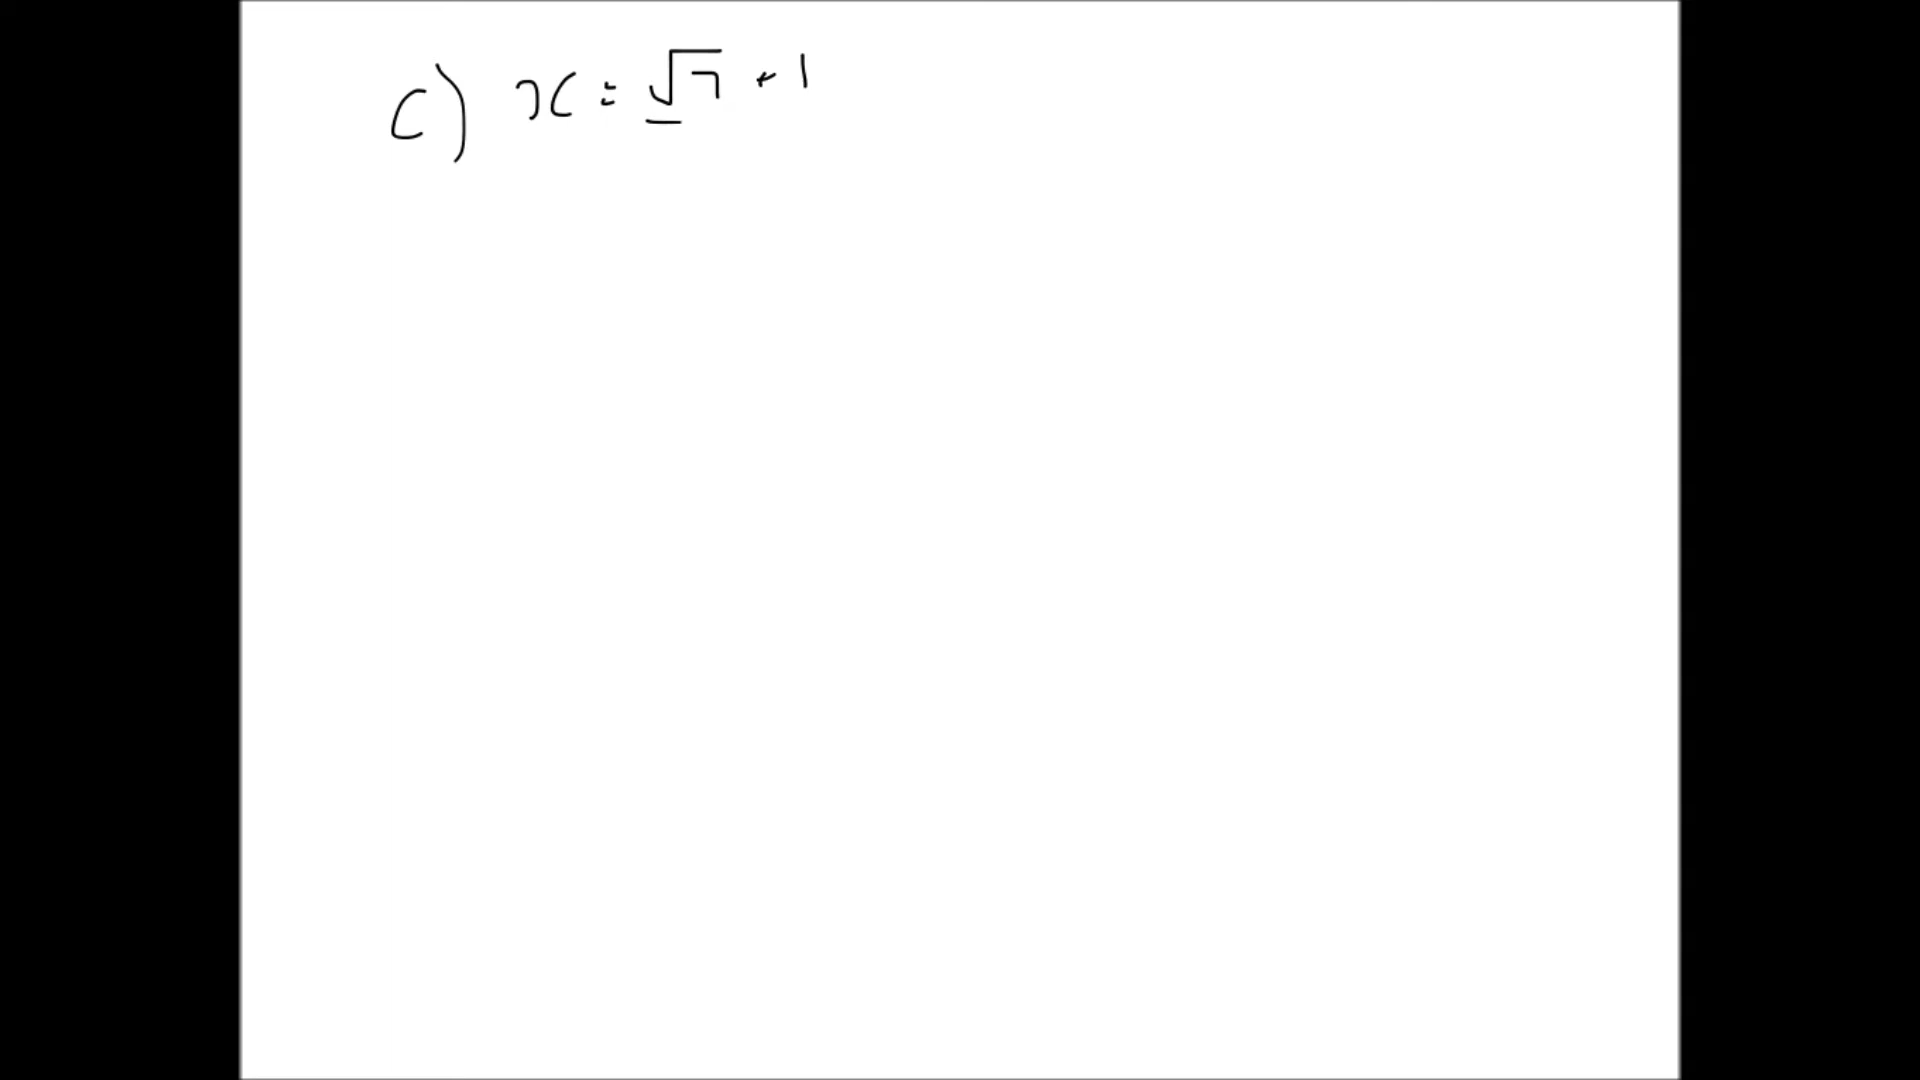 c) x = √7 + 1